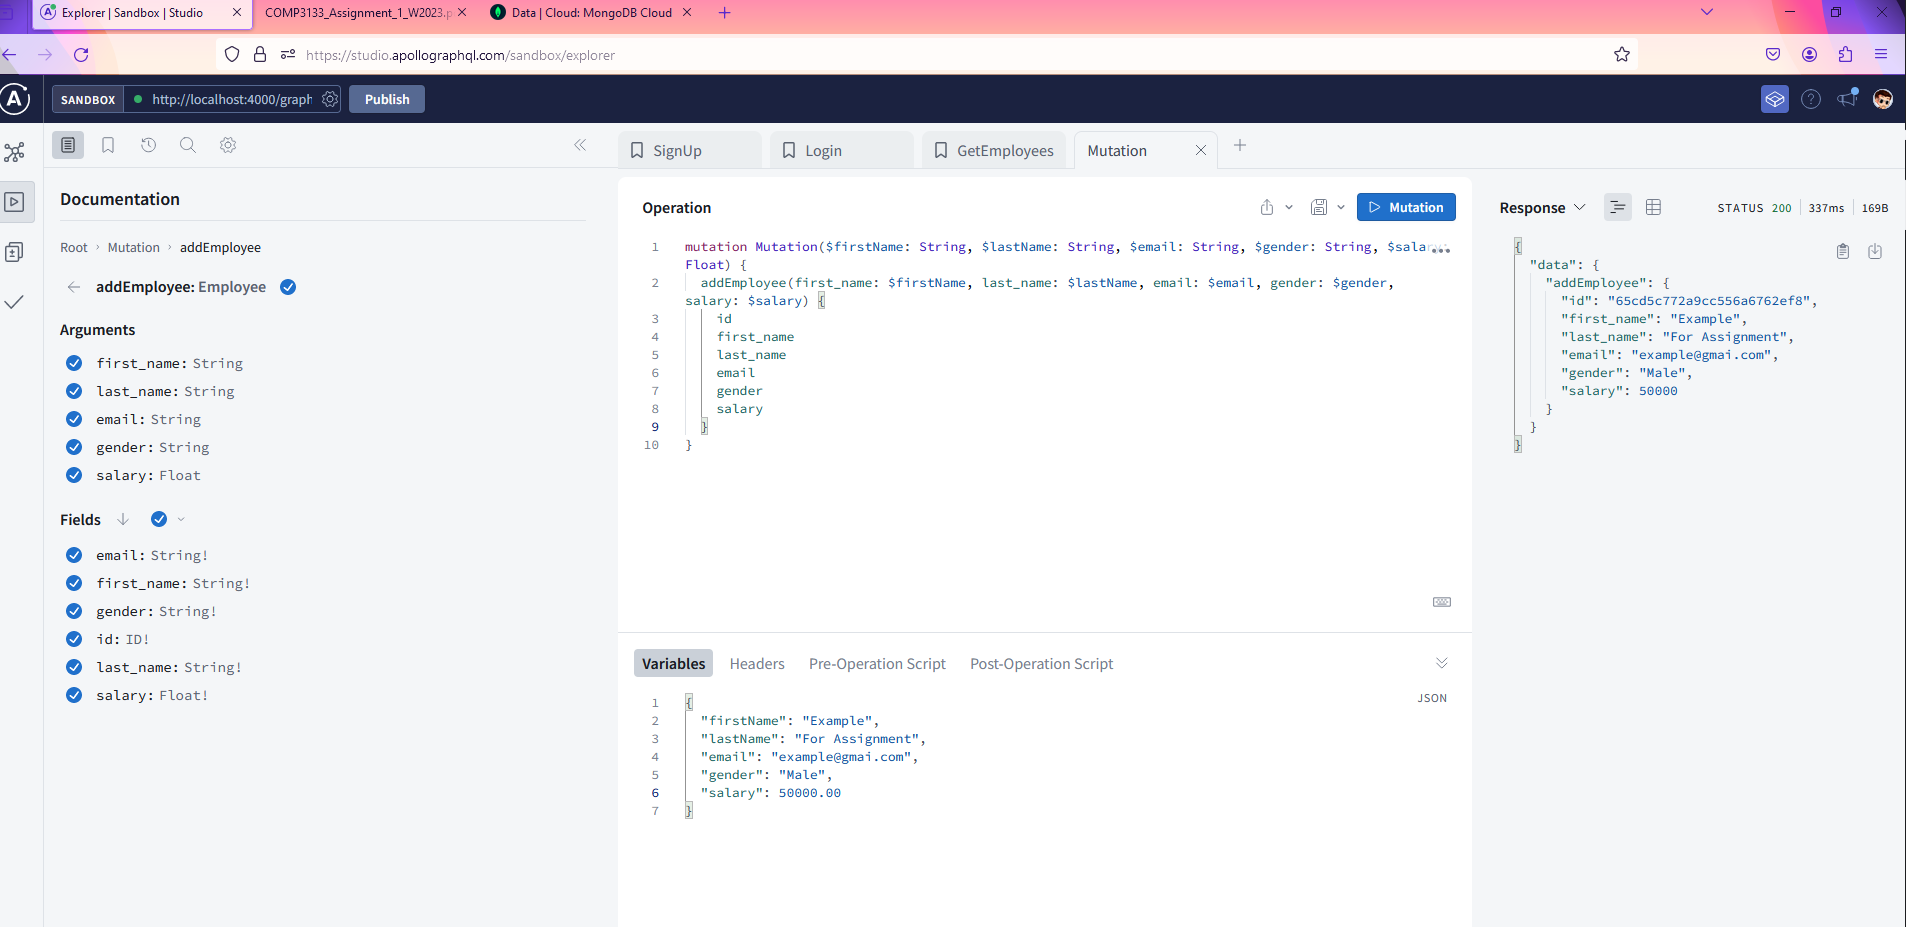 Explorer | Sandbox | Studio
COMP3133_Assignment_1_W2023.p
Data | Cloud: MongoDB Cloud
https://studio.apollographql.com/sandbox/explorer
SANDBOX
http://localhost:4000/graph
Publish
SignUp
Login
GetEmployees
Mutation
Documentation
Root › Mutation › addEmployee
addEmployee: Employee
Arguments
first_name: String
last_name: String
email: String
gender: String
salary: Float
Fields
email: String!
first_name: String!
gender: String!
id: ID!
last_name: String!
salary: Float!
Operation
Mutation
1 mutation Mutation($firstName: String, $lastName: String, $email: String, $gender: String, $salary:
Float) {
2 addEmployee(first_name: $firstName, last_name: $lastName, email: $email, gender: $gender,
salary: $salary) {
3 id
4 first_name
5 last_name
6 email
7 gender
8 salary
9 }
10 }
Variables
Headers
Pre-Operation Script
Post-Operation Script
JSON
1 {
2 "firstName": "Example",
3 "lastName": "For Assignment",
4 "email": "example@gmai.com",
5 "gender": "Male",
6 "salary": 50000.00
7 }
Response
STATUS 200
337ms
169B
{
"data": {
"addEmployee": {
"id": "65cd5c772a9cc556a6762ef8",
"first_name": "Example",
"last_name": "For Assignment",
"email": "example@gmai.com",
"gender": "Male",
"salary": 50000
}
}
}